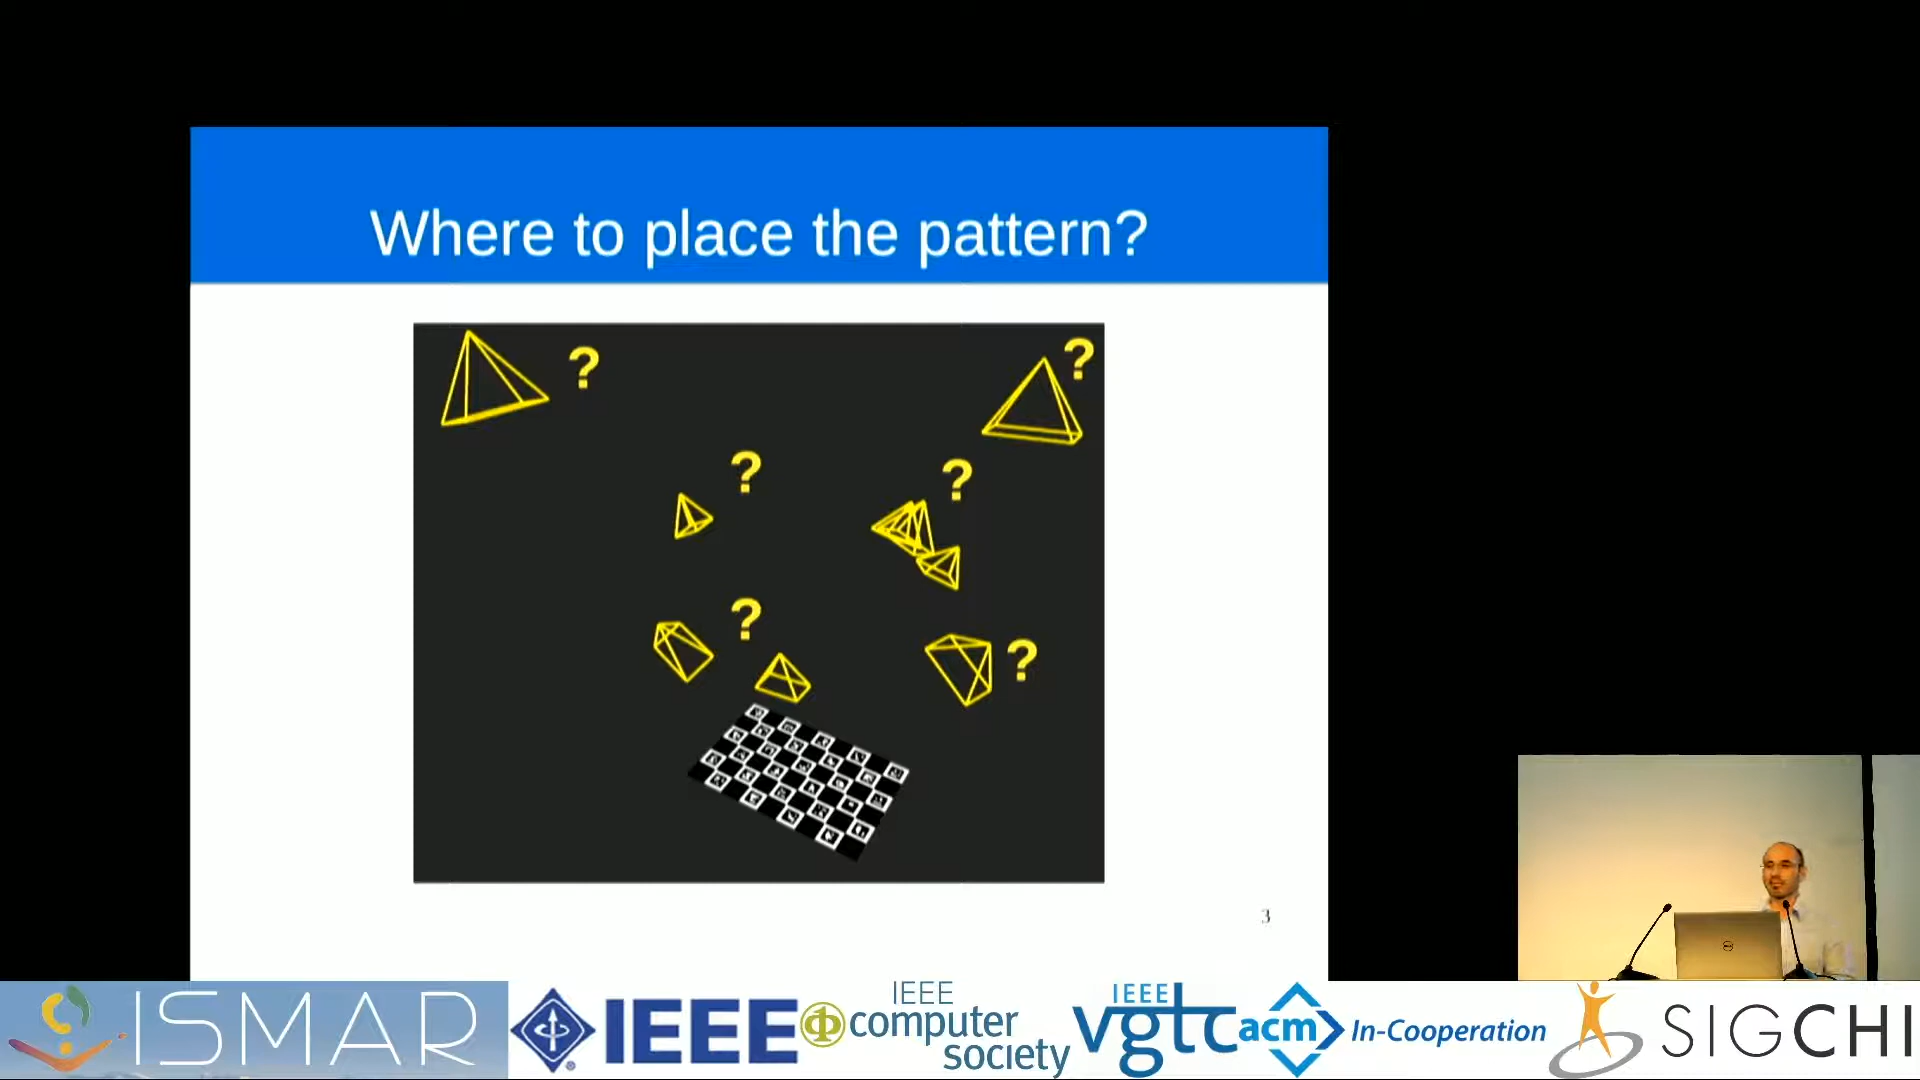 Where to place the pattern?
?
?
?
?
?
?
3
ISMAR
IEEE
IEEE
computer
society
IEEE
vgtc
acm
In-Cooperation
SIGCHI